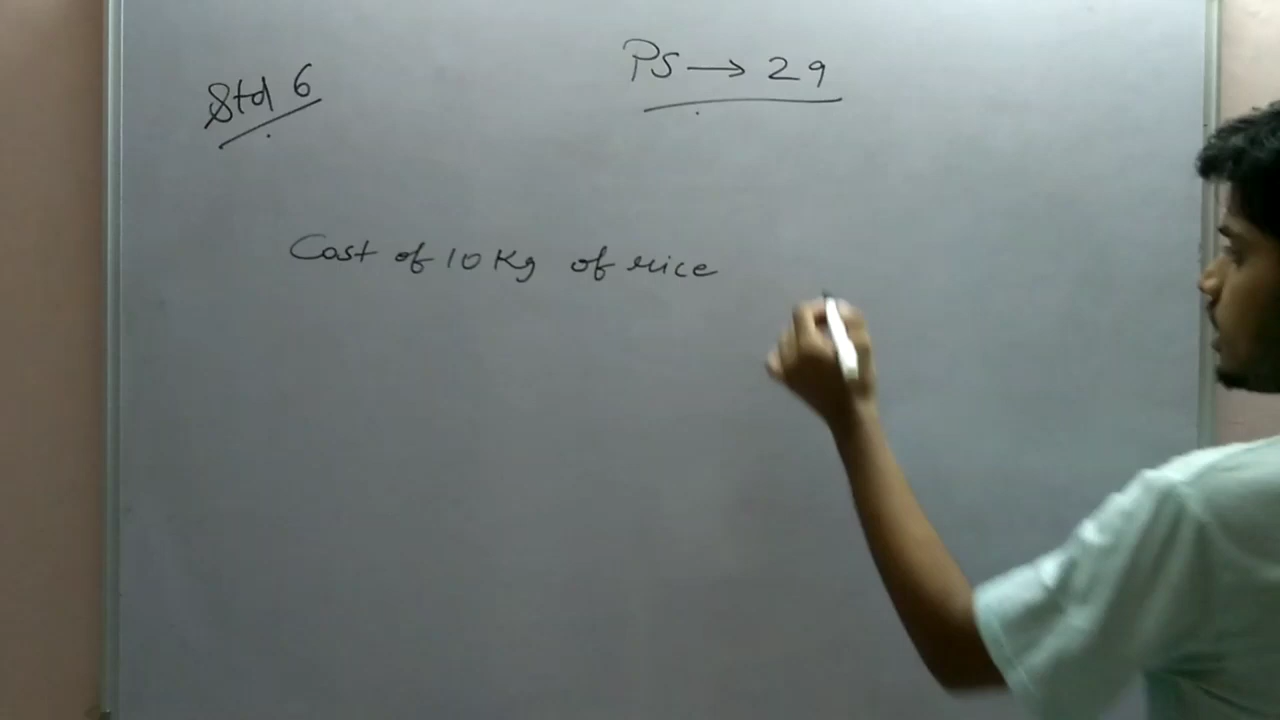 Std 6
PS → 29
Cost of 10 Kg of rice